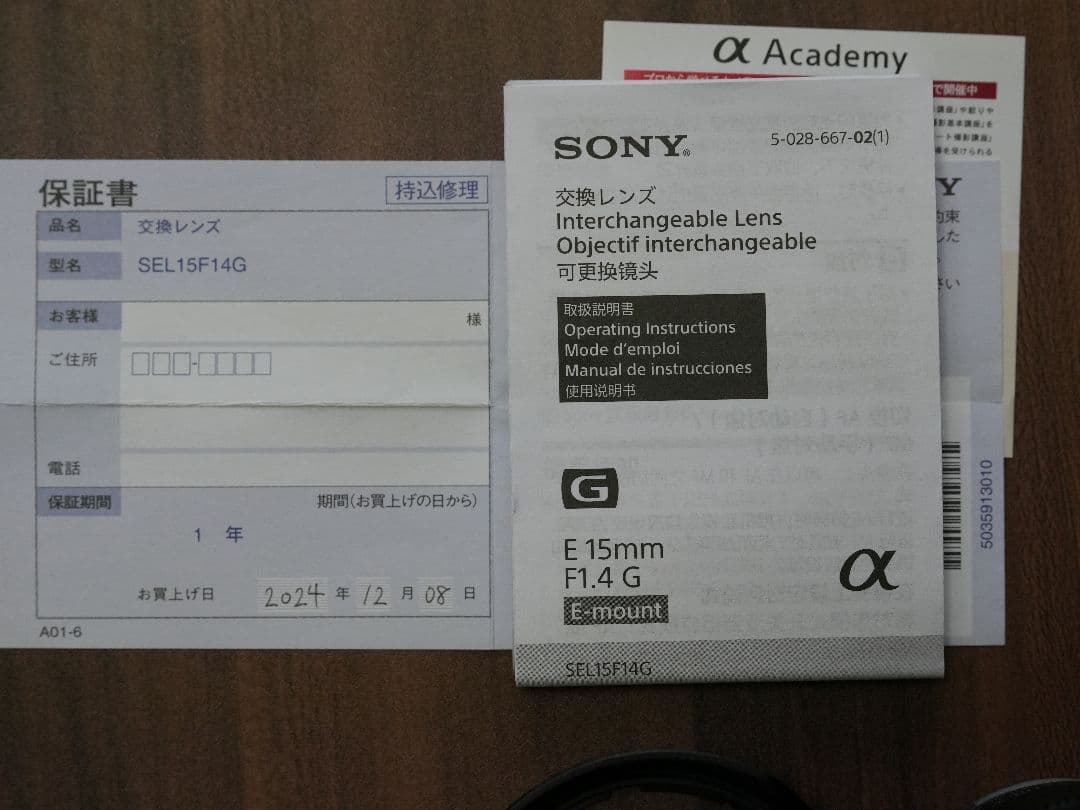 保証書
持込修理
品名 交換レンズ
型名 SEL15F14G
お客様 様
ご住所
電話
保証期間 期間(お買上げの日から)
1 年
お買上げ日 2024 年 12 月 08 日
A01-6
SONY®
5-028-667-02(1)
交換レンズ
Interchangeable Lens
Objectif interchangeable
可更换镜头
取扱説明書
Operating Instructions
Mode d'emploi
Manual de instrucciones
使用说明书
G
E 15mm
F1.4 G
E-mount
α
SEL15F14G
α Academy
で開催中
5035913010